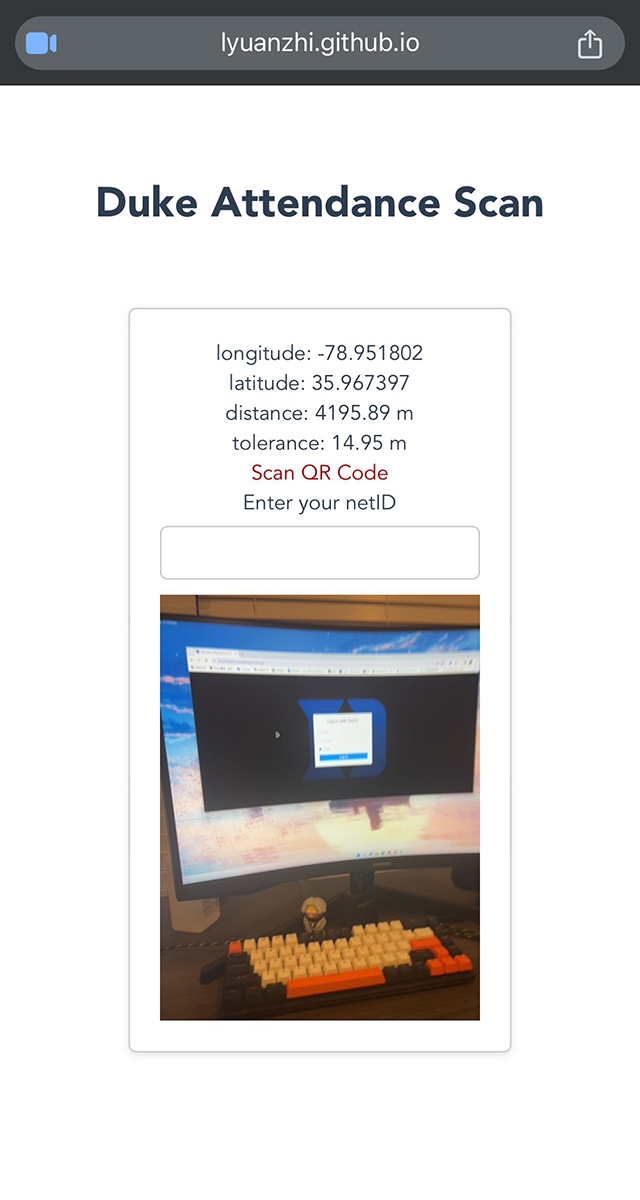 lyuanzhi.github.io
Duke Attendance Scan
longitude: -78.951802
latitude: 35.967397
distance: 4195.89 m
tolerance: 14.95 m
Scan QR Code
Enter your netID